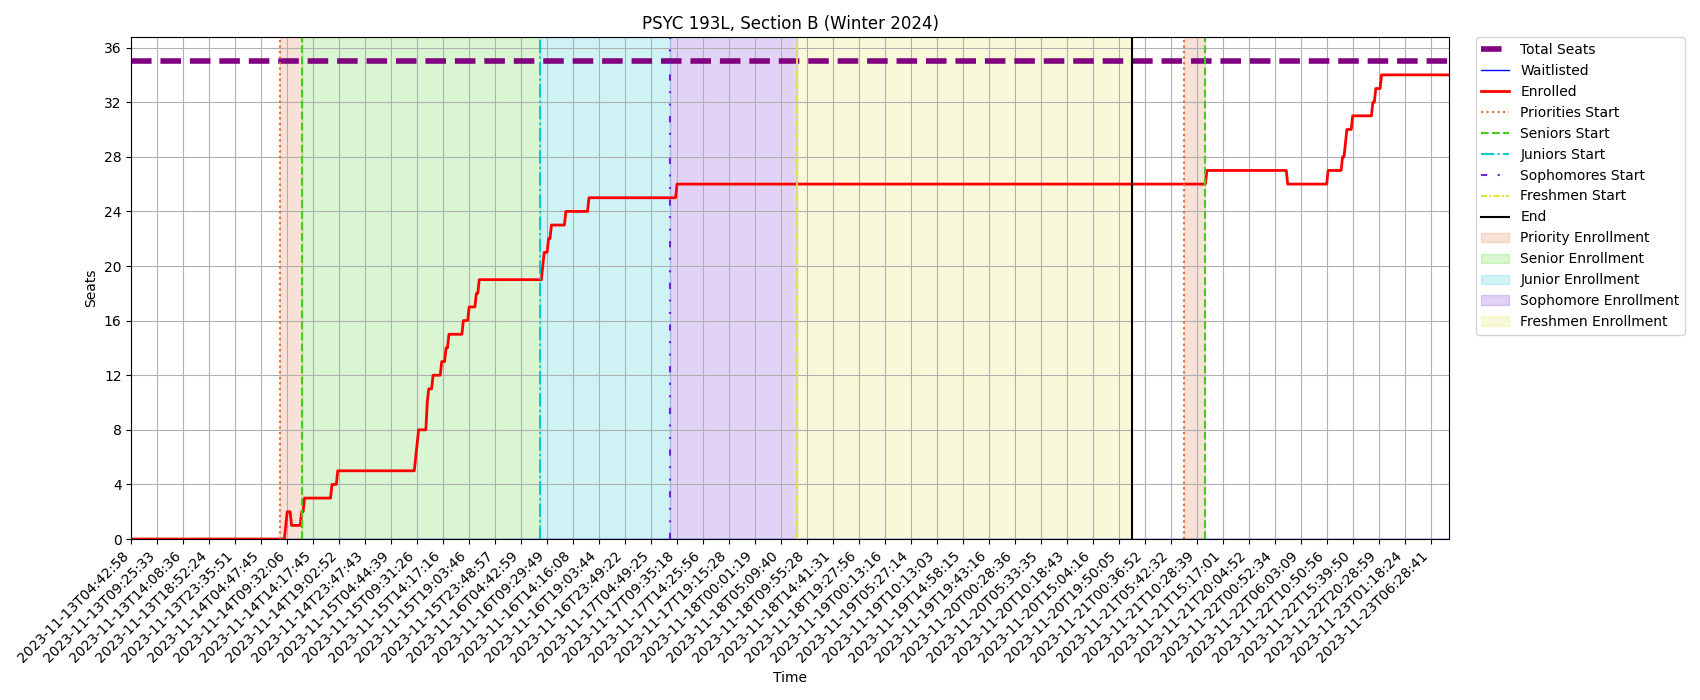 PSYC 193L, Section B (Winter 2024)
36
32
28
24
20
16
12
8
4
0
Seats
2023-11-13T04:42:58
2023-11-13T09:25:33
2023-11-13T14:08:36
2023-11-13T18:52:24
2023-11-13T23:35:51
2023-11-14T04:47:45
2023-11-14T09:32:06
2023-11-14T14:17:45
2023-11-14T19:02:52
2023-11-14T23:47:43
2023-11-15T04:44:39
2023-11-15T09:31:26
2023-11-15T14:17:16
2023-11-15T19:03:46
2023-11-15T23:48:57
2023-11-16T04:42:59
2023-11-16T09:29:49
2023-11-16T14:16:08
2023-11-16T19:03:44
2023-11-16T23:49:22
2023-11-17T04:49:25
2023-11-17T09:35:18
2023-11-17T14:25:56
2023-11-17T19:15:28
2023-11-18T00:01:19
2023-11-18T05:09:40
2023-11-18T09:55:28
2023-11-18T14:41:31
2023-11-18T19:27:56
2023-11-19T00:13:16
2023-11-19T05:27:14
2023-11-19T10:13:03
2023-11-19T14:58:15
2023-11-19T19:43:16
2023-11-20T00:28:36
2023-11-20T05:33:35
2023-11-20T10:18:43
2023-11-20T15:04:16
2023-11-20T19:50:05
2023-11-21T00:36:52
2023-11-21T05:42:32
2023-11-21T10:28:39
2023-11-21T15:17:01
2023-11-21T20:04:52
2023-11-22T00:52:34
2023-11-22T06:03:09
2023-11-22T10:50:56
2023-11-22T15:39:50
2023-11-22T20:28:59
2023-11-23T01:18:24
2023-11-23T06:28:41
Time
Total Seats
Waitlisted
Enrolled
Priorities Start
Seniors Start
Juniors Start
Sophomores Start
Freshmen Start
End
Priority Enrollment
Senior Enrollment
Junior Enrollment
Sophomore Enrollment
Freshmen Enrollment